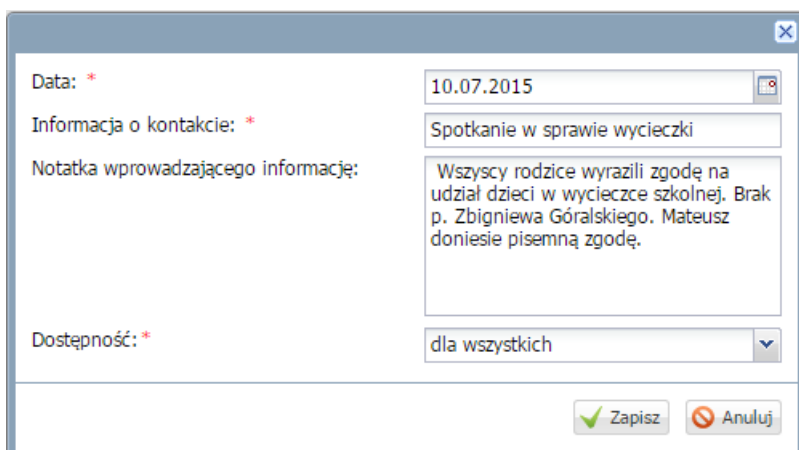 Data: *
10.07.2015
Informacja o kontakcie: *
Spotkanie w sprawie wycieczki
Notatka wprowadzającego informację:
Wszyscy rodzice wyrazili zgodę na
udział dzieci w wycieczce szkolnej. Brak
p. Zbigniewa Góralskiego. Mateusz
doniesie pisemną zgodę.
Dostępność: *
dla wszystkich
Zapisz
Anuluj